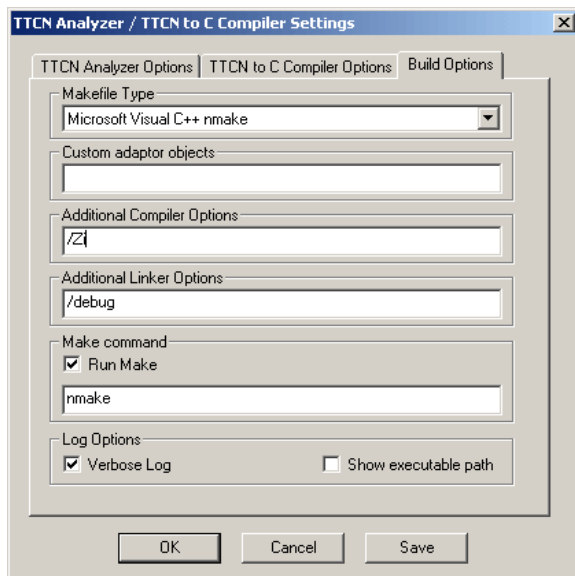 TTCN Analyzer / TTCN to C Compiler Settings
TTCN Analyzer Options TTCN to C Compiler Options Build Options
Makefile Type
Microsoft Visual C++ nmake
Custom adaptor objects
Additional Compiler Options
/Zi
Additional Linker Options
/debug
Make command
Run Make
nmake
Log Options
Verbose Log Show executable path
OK Cancel Save